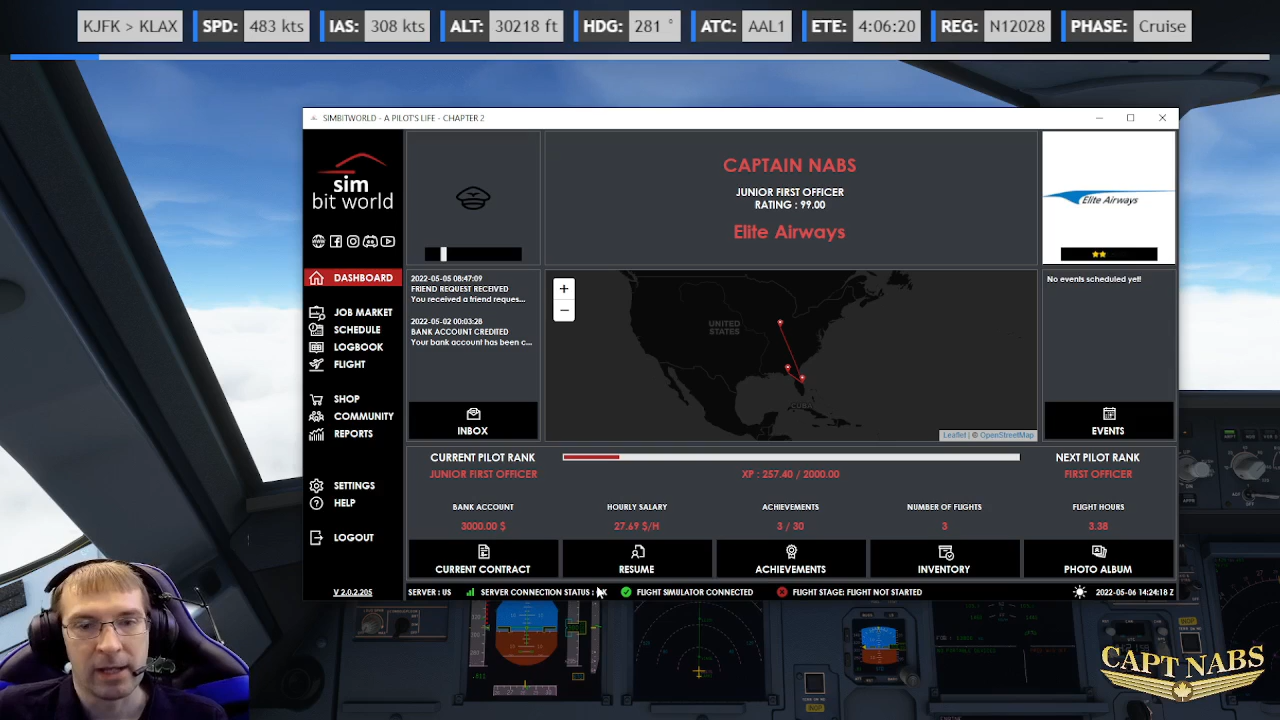 KJFK > KLAX SPD: 483 kts IAS: 308 kts ALT: 30218 ft HDG: 281 ° ATC: AAL1 ETE: 4:06:20 REG: N12028 PHASE: Cruise
SIMBITWORLD - A PILOT'S LIFE - CHAPTER 2
sim
bit world
CAPTAIN NABS
JUNIOR FIRST OFFICER
RATING : 99.00
Elite Airways
Elite Airways
DASHBOARD
JOB MARKET
SCHEDULE
LOGBOOK
FLIGHT
SHOP
COMMUNITY
REPORTS
SETTINGS
HELP
LOGOUT
V 2.0.2.205
2022-05-05 08:47:09
FRIEND REQUEST RECEIVED
You received a friend reques...
2022-05-02 00:03:28
BANK ACCOUNT CREDITED
Your bank account has been c...
INBOX
+
−
UNITED
STATES
CUBA
Leaflet | © OpenStreetMap
No events scheduled yet!
EVENTS
CURRENT PILOT RANK
JUNIOR FIRST OFFICER
XP : 257.40 / 2000.00
NEXT PILOT RANK
FIRST OFFICER
BANK ACCOUNT HOURLY SALARY ACHIEVEMENTS NUMBER OF FLIGHTS FLIGHT HOURS
3000.00 $ 27.69 $/H 3 / 30 3 3.38
CURRENT CONTRACT RESUME ACHIEVEMENTS INVENTORY PHOTO ALBUM
SERVER : US SERVER CONNECTION STATUS : FLIGHT SIMULATOR CONNECTED FLIGHT STAGE: FLIGHT NOT STARTED 2022-05-06 14:24:18 Z
CAPT NABS